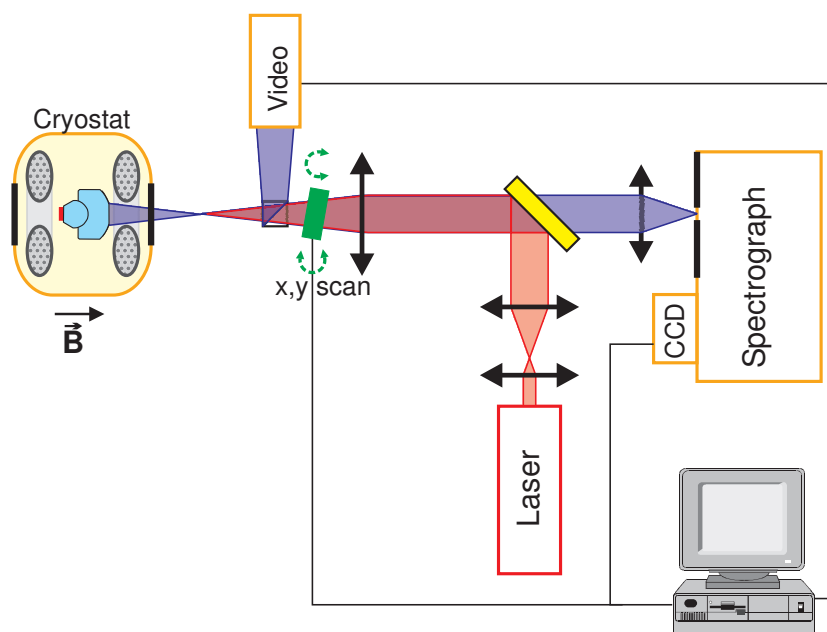 Video
Cryostat
x,y scan
B
CCD
Spectrograph
Laser